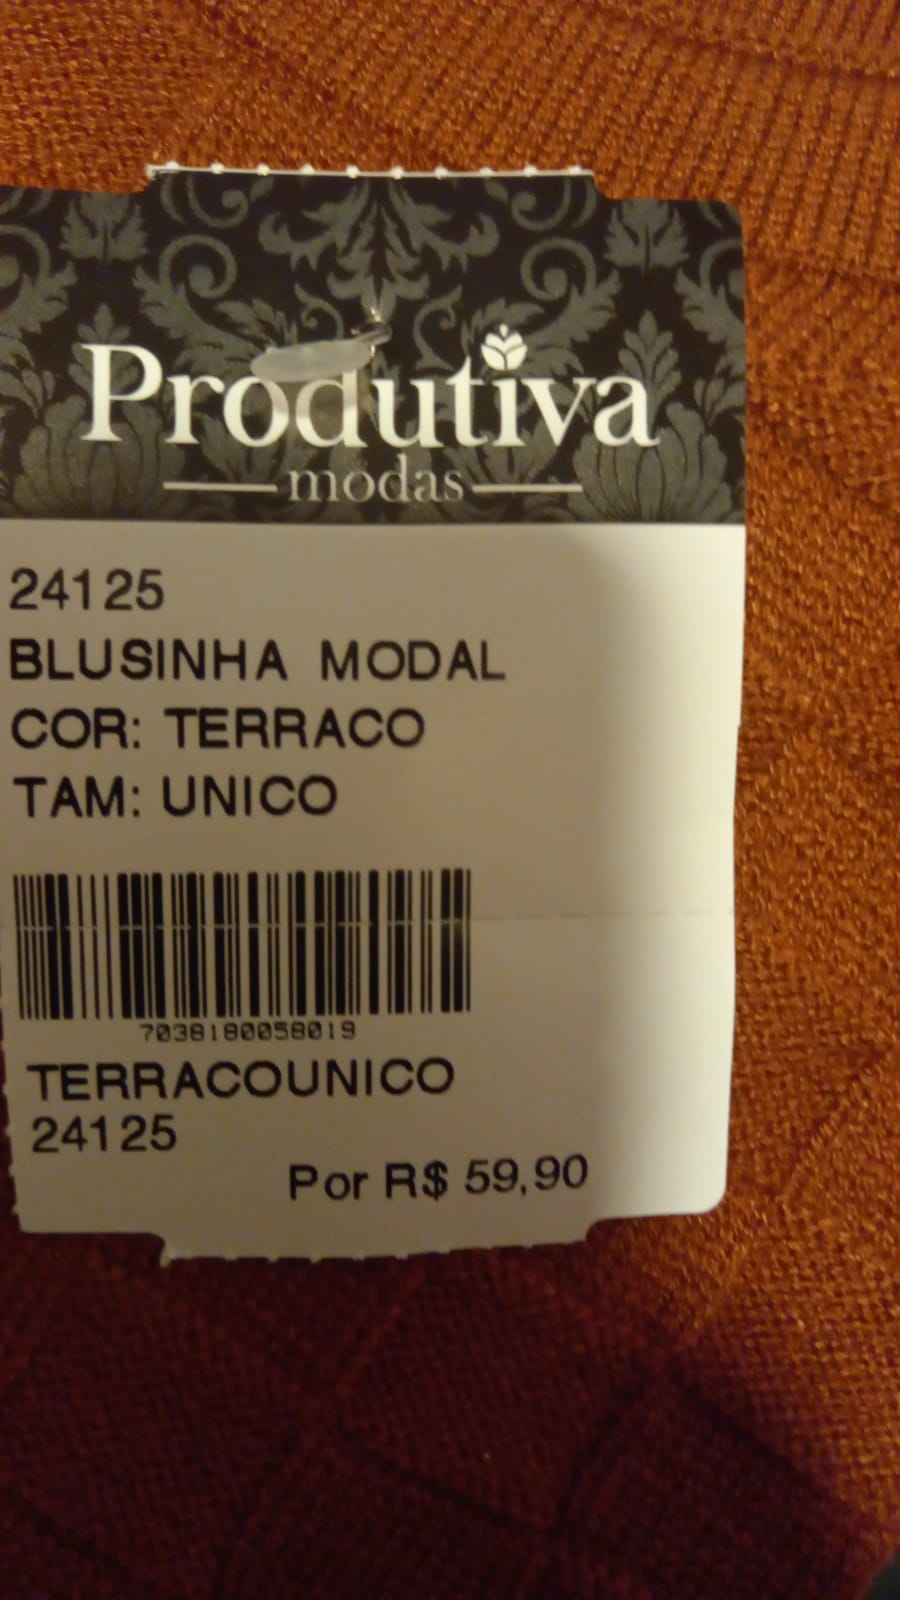 Produtiva
modas
24125
BLUSINHA MODAL
COR: TERRACO
TAM: UNICO
7038180058019
TERRACOUNICO
24125
Por R$ 59,90